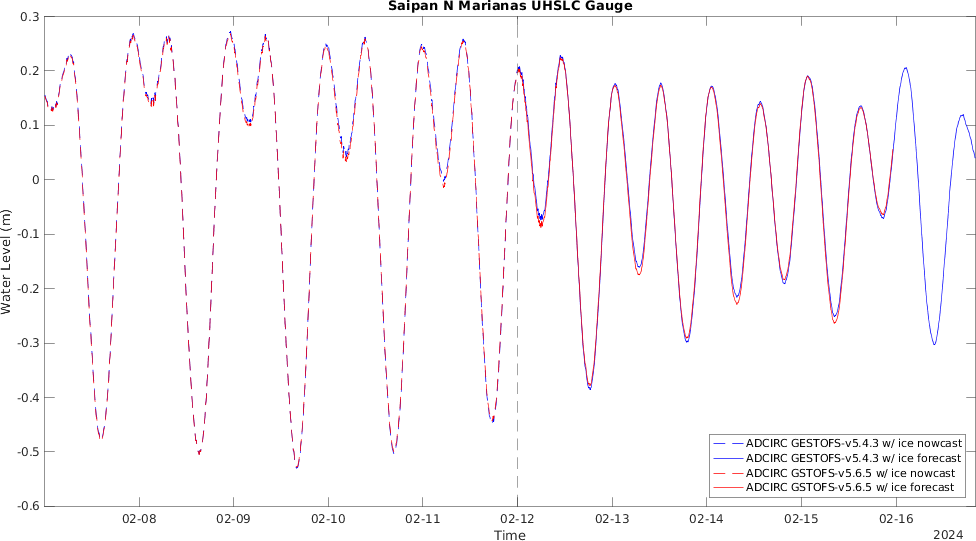 Saipan N Marianas UHSLC Gauge
0.3
0.2
0.1
0
-0.1
-0.2
-0.3
-0.4
-0.5
-0.6
Water Level (m)
ADCIRC GESTOFS-v5.4.3 w/ ice nowcast
ADCIRC GESTOFS-v5.4.3 w/ ice forecast
ADCIRC GSTOFS-v5.6.5 w/ ice nowcast
ADCIRC GSTOFS-v5.6.5 w/ ice forecast
02-08 02-09 02-10 02-11 02-12 02-13 02-14 02-15 02-16
Time
2024